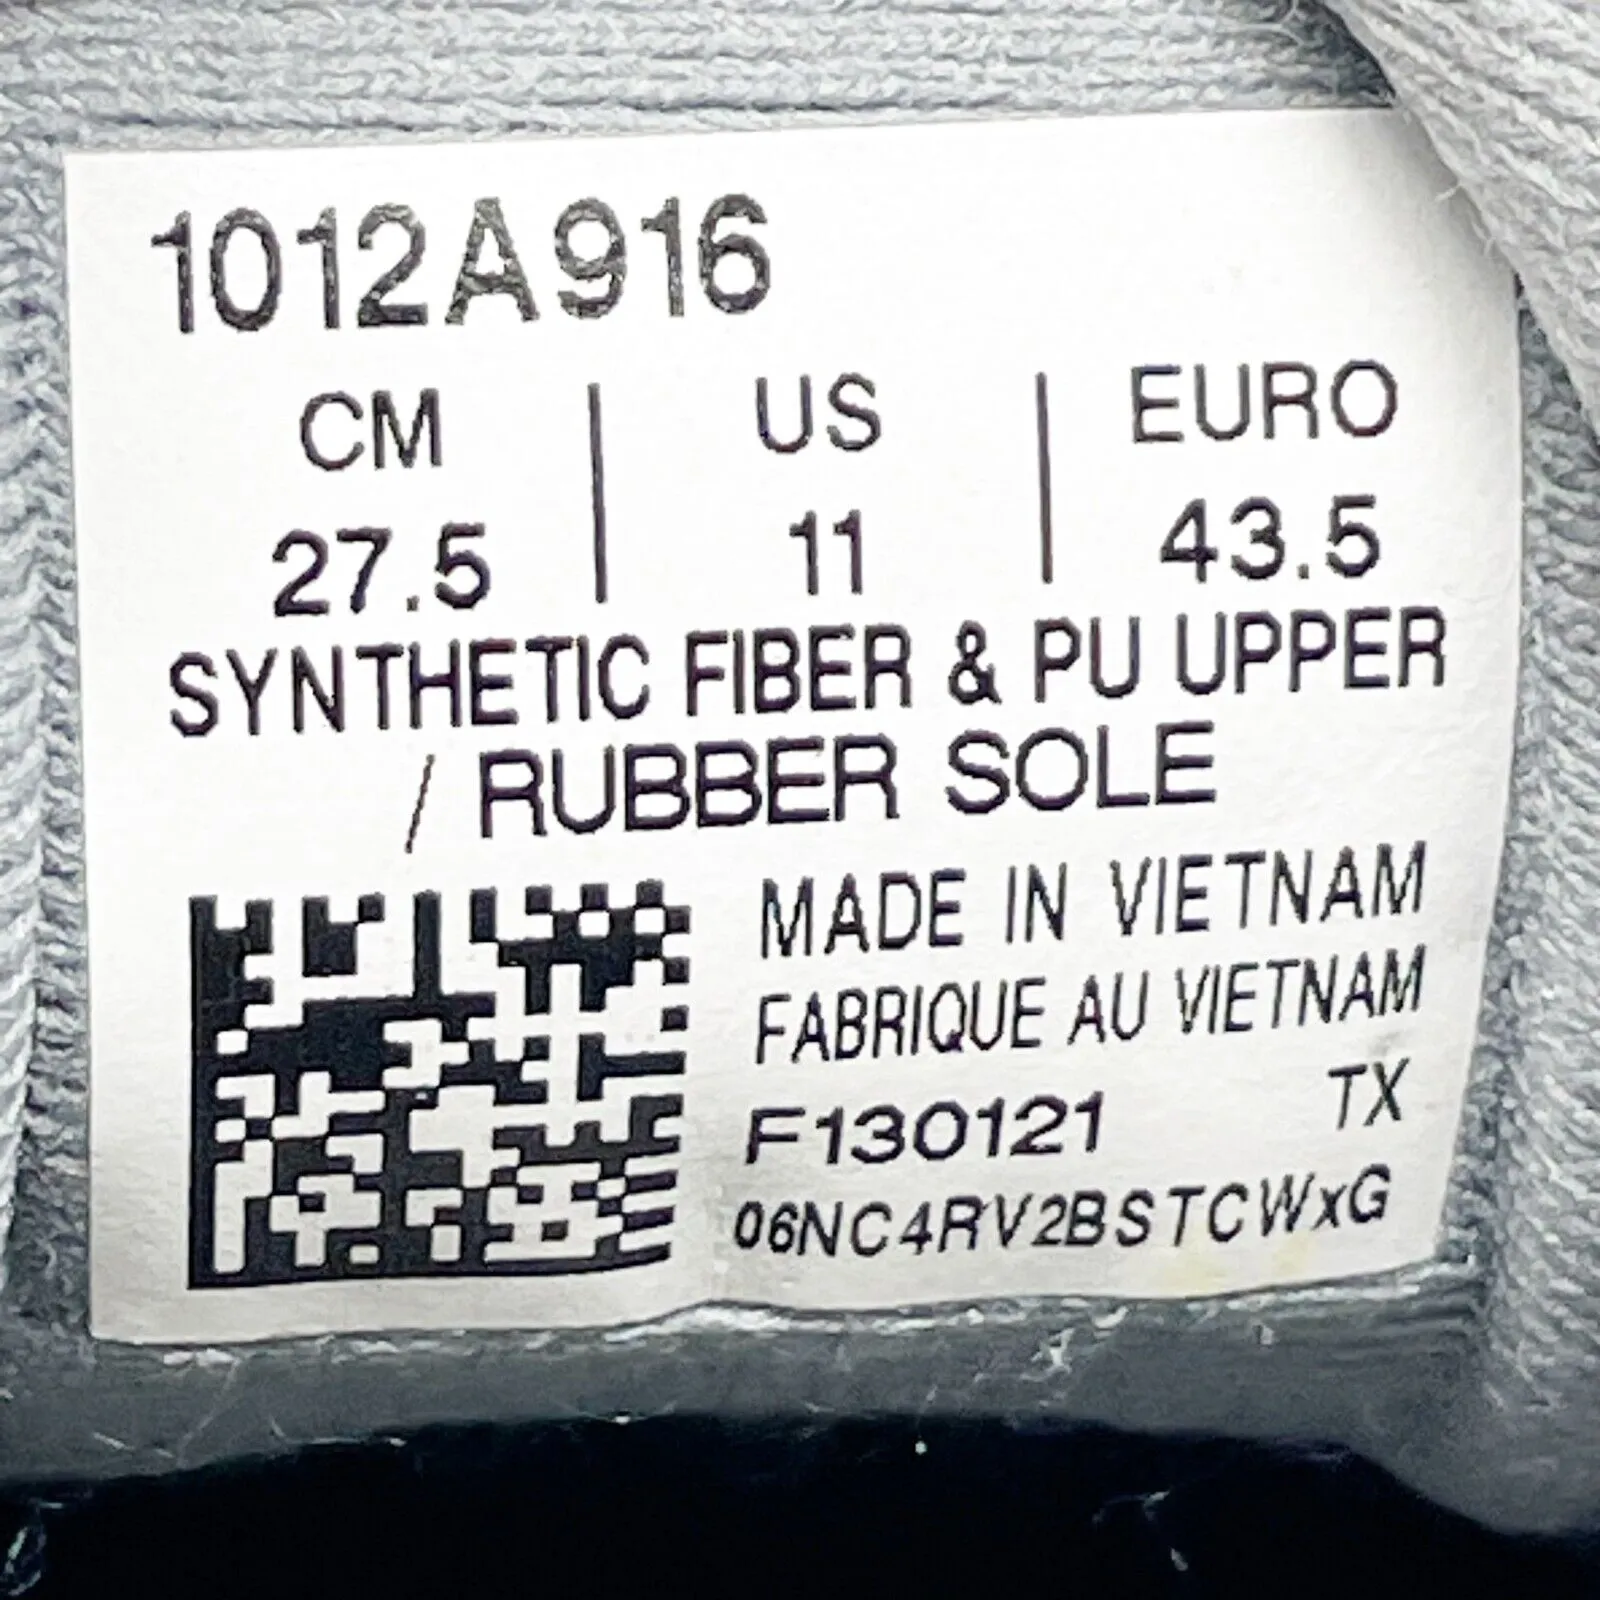 1012A916
CM | US | EURO
27.5 | 11 | 43.5
SYNTHETIC FIBER & PU UPPER
/ RUBBER SOLE
MADE IN VIETNAM
FABRIQUE AU VIETNAM
TX
F130121
06NC4RV2BSTCWxG